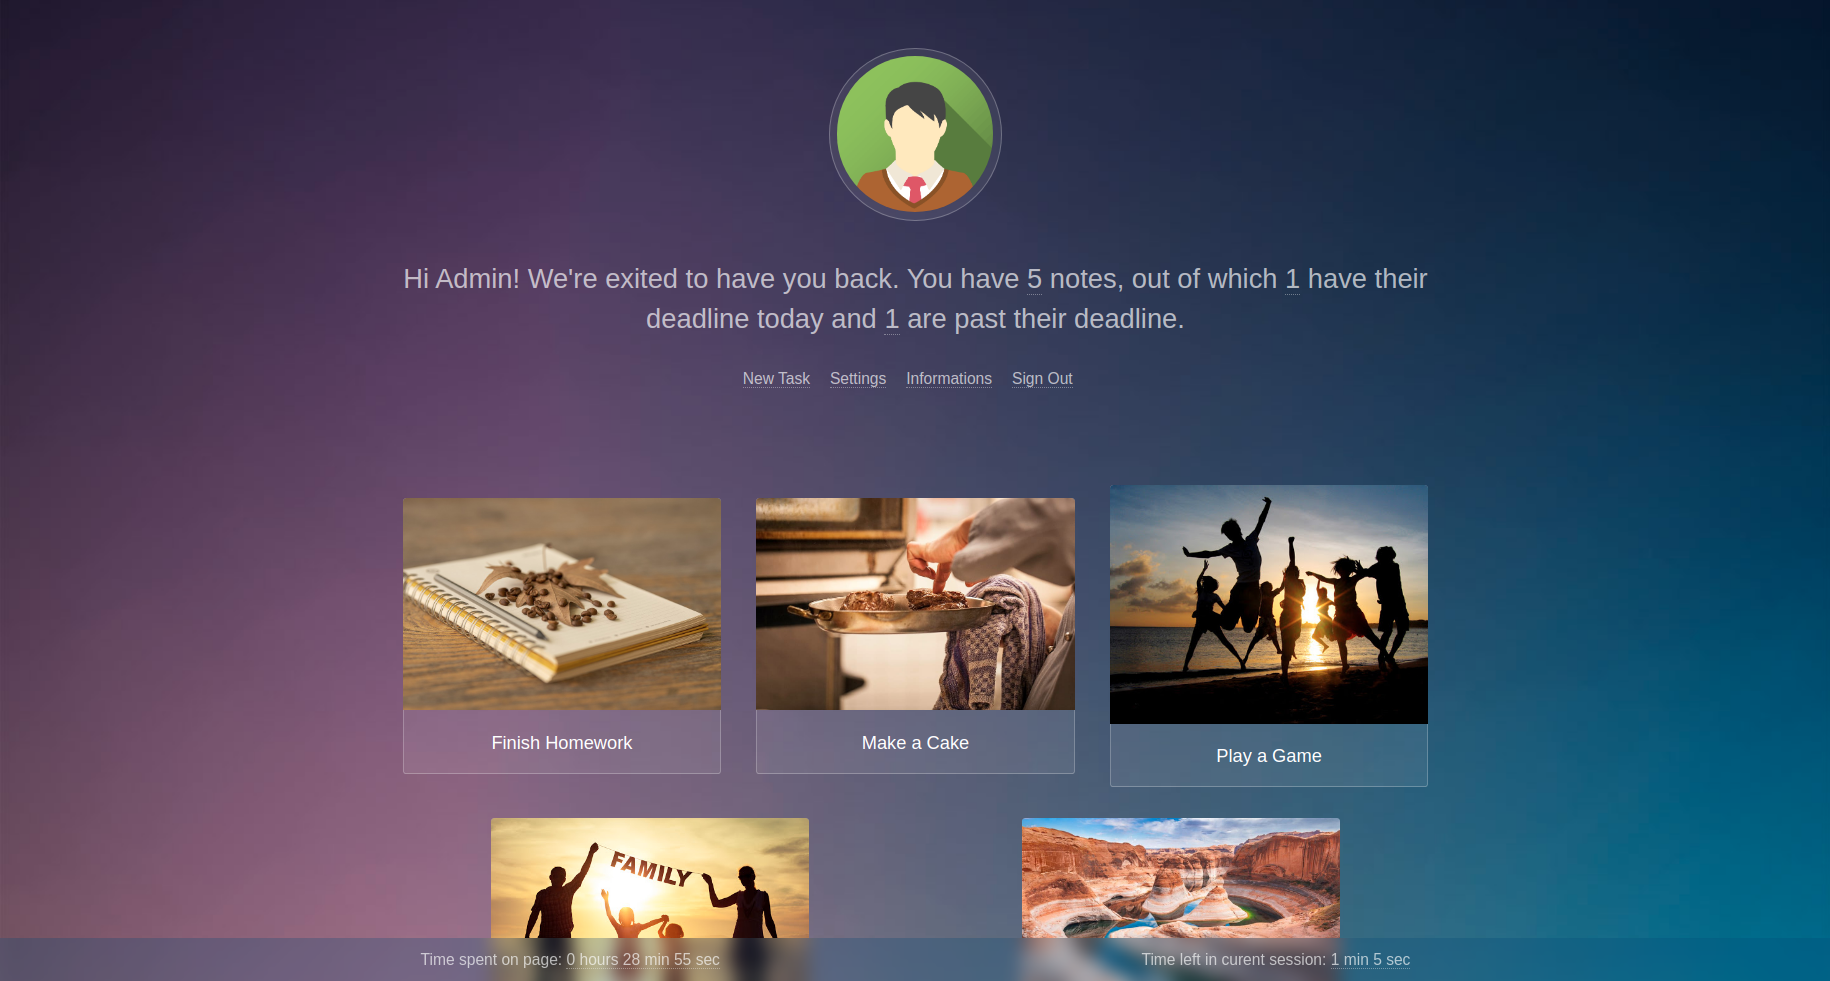 Hi Admin! We're exited to have you back. You have 5 notes, out of which 1 have their
deadline today and 1 are past their deadline.
New Task Settings Informations Sign Out
Finish Homework
Make a Cake
Play a Game
FAMILY
Time spent on page: 0 hours 28 min 55 sec
Time left in curent session: 1 min 5 sec